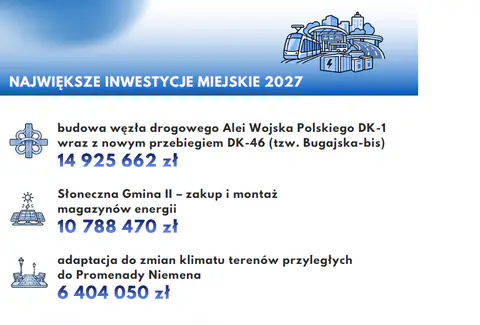 NAJWIĘKSZE INWESTYCJE MIEJSKIE 2027
budowa węzła drogowego Alei Wojska Polskiego DK-1
wraz z nowym przebiegiem DK-46 (tzw. Bugajska-bis)
14 925 662 zł
Słoneczna Gmina II – zakup i montaż
magazynów energii
10 788 470 zł
adaptacja do zmian klimatu terenów przyległych
do Promenady Niemena
6 404 050 zł